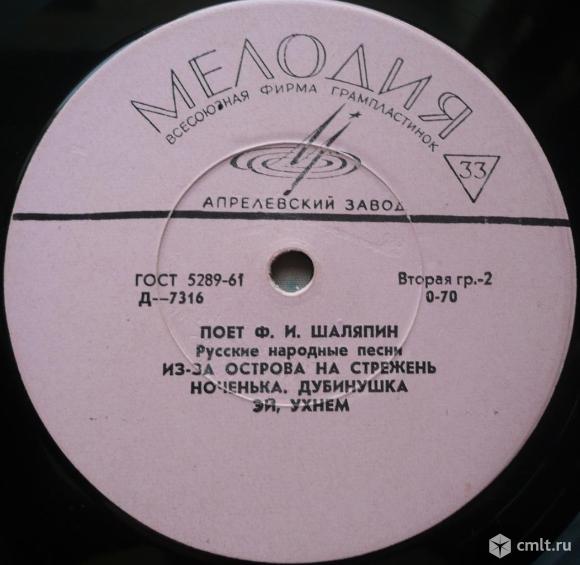 МЕЛОДИЯ
ВСЕСОЮЗНАЯ ФИРМА ГРАМПЛАСТИНОК
33
АПРЕЛЕВСКИЙ ЗАВОД
ГОСТ 5289-61
Д—7316
Вторая гр.-2
0-70
ПОЕТ Ф. И. ШАЛЯПИН
Русские народные песни
ИЗ-ЗА ОСТРОВА НА СТРЕЖЕНЬ
НОЧЕНЬКА. ДУБИНУШКА
ЭЙ, УХНЕМ
cmlt.ru